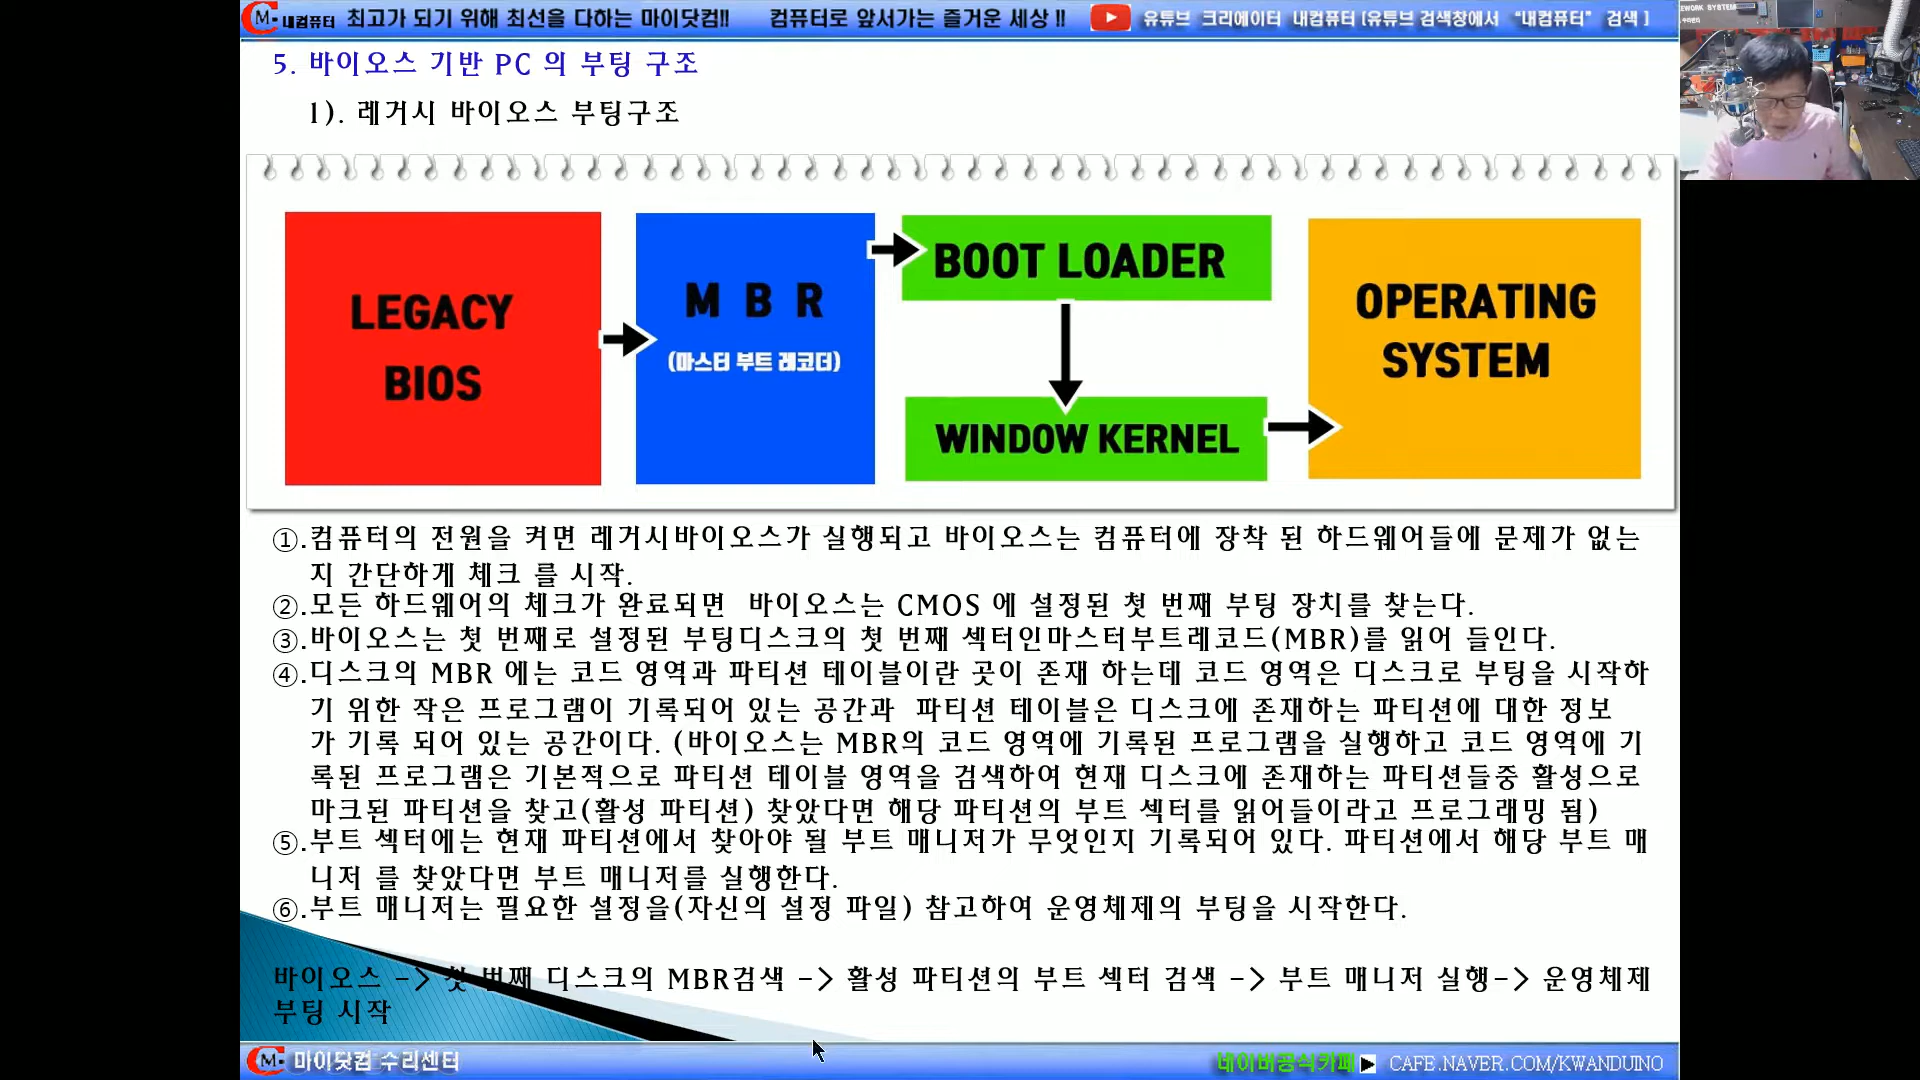 내컴퓨터 최고가 되기 위해 최선을 다하는 마이닷컴!! 컴퓨터로 앞서가는 즐거운 세상 !! 유튜브 크리에이터 내컴퓨터 [유튜브 검색창에서 “내컴퓨터” 검색 ]
5. 바이오스 기반 PC 의 부팅 구조
1). 레거시 바이오스 부팅구조
LEGACY
BIOS
M B R
(마스터 부트 레코더)
BOOT LOADER
WINDOW KERNEL
OPERATING
SYSTEM
①.컴퓨터의 전원을 켜면 레거시바이오스가 실행되고 바이오스는 컴퓨터에 장착 된 하드웨어들에 문제가 없는
지 간단하게 체크 를 시작.
②.모든 하드웨어의 체크가 완료되면 바이오스는 CMOS 에 설정된 첫 번째 부팅 장치를 찾는다.
③.바이오스는 첫 번째로 설정된 부팅디스크의 첫 번째 섹터인마스터부트레코드(MBR)를 읽어 들인다.
④.디스크의 MBR 에는 코드 영역과 파티션 테이블이란 곳이 존재 하는데 코드 영역은 디스크로 부팅을 시작하
기 위한 작은 프로그램이 기록되어 있는 공간과 파티션 테이블은 디스크에 존재하는 파티션에 대한 정보
가 기록 되어 있는 공간이다. (바이오스는 MBR의 코드 영역에 기록된 프로그램을 실행하고 코드 영역에 기
록된 프로그램은 기본적으로 파티션 테이블 영역을 검색하여 현재 디스크에 존재하는 파티션들중 활성으로
마크된 파티션을 찾고(활성 파티션) 찾았다면 해당 파티션의 부트 섹터를 읽어들이라고 프로그래밍 됨)
⑤.부트 섹터에는 현재 파티션에서 찾아야 될 부트 매니저가 무엇인지 기록되어 있다. 파티션에서 해당 부트 매
니저 를 찾았다면 부트 매니저를 실행한다.
⑥.부트 매니저는 필요한 설정을(자신의 설정 파일) 참고하여 운영체제의 부팅을 시작한다.
바이오스 -> 첫 번째 디스크의 MBR검색 -> 활성 파티션의 부트 섹터 검색 -> 부트 매니저 실행-> 운영체제
부팅 시작
마이닷컴 수리센터
네이버공식카페▶ CAFE.NAVER.COM/KWANDUINO